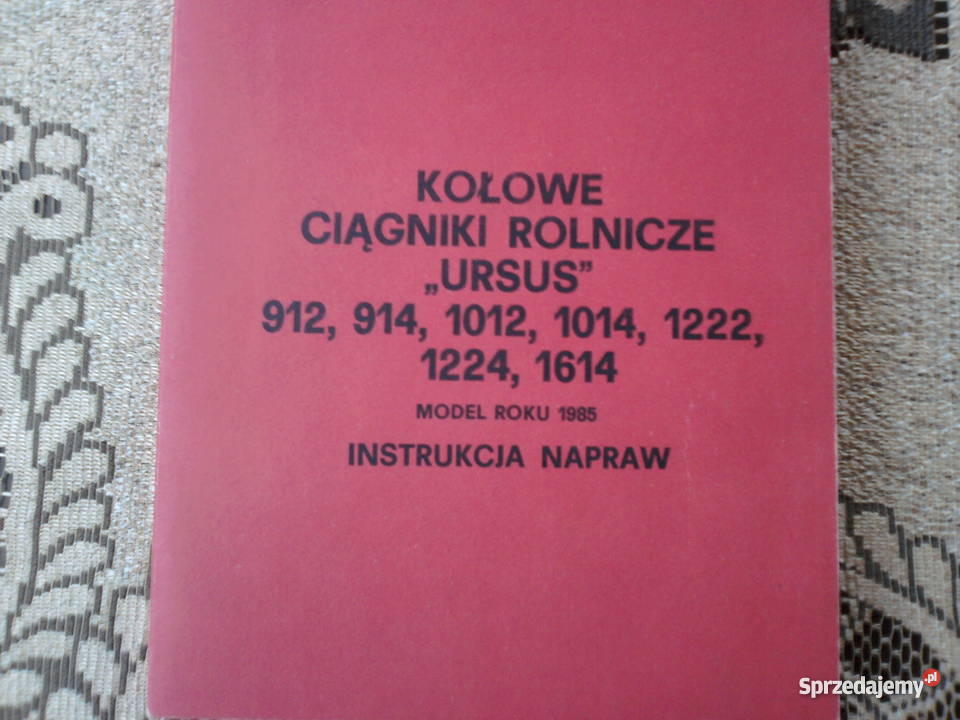 KOŁOWE
CIĄGNIKI ROLNICZE
„URSUS”
912, 914, 1012, 1014, 1222,
1224, 1614
MODEL ROKU 1985
INSTRUKCJA NAPRAW
Sprzedajemy.pl